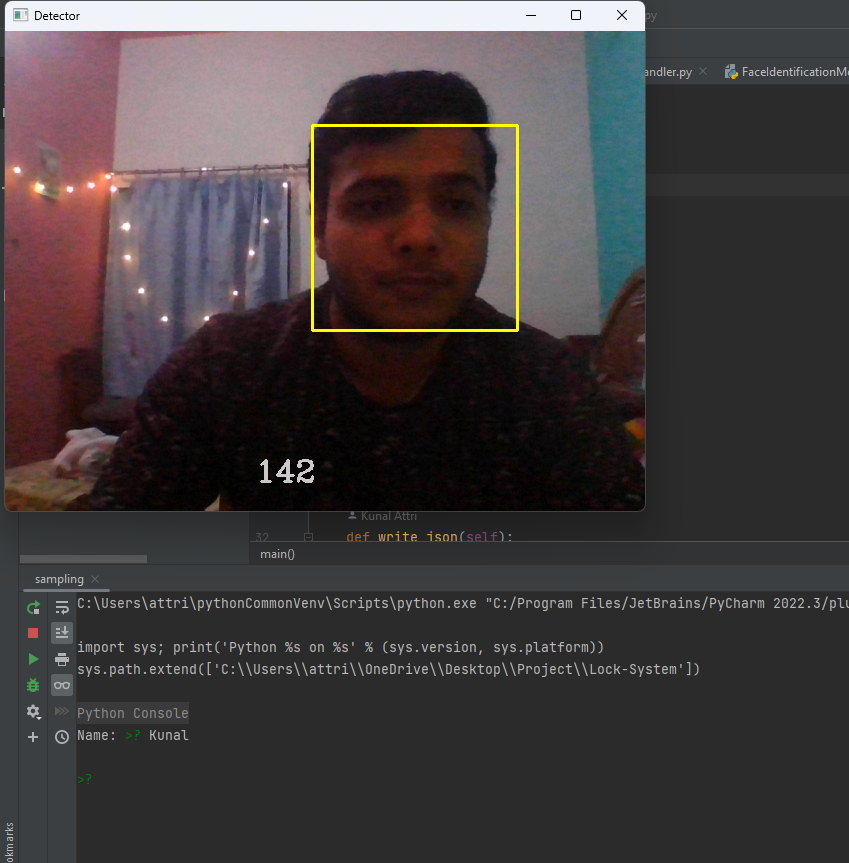 Detector
py
andler.py
FaceIdentificationMo
142
Kunal Attri
32 def write_json(self):
main()
sampling
C:\Users\attri\pythonCommonVenv\Scripts\python.exe "C:/Program Files/JetBrains/PyCharm 2022.3/plu
import sys; print('Python %s on %s' % (sys.version, sys.platform))
sys.path.extend(['C:\\Users\\attri\\OneDrive\\Desktop\\Project\\Lock-System'])
Python Console
Name: >? Kunal
>?
okmarks